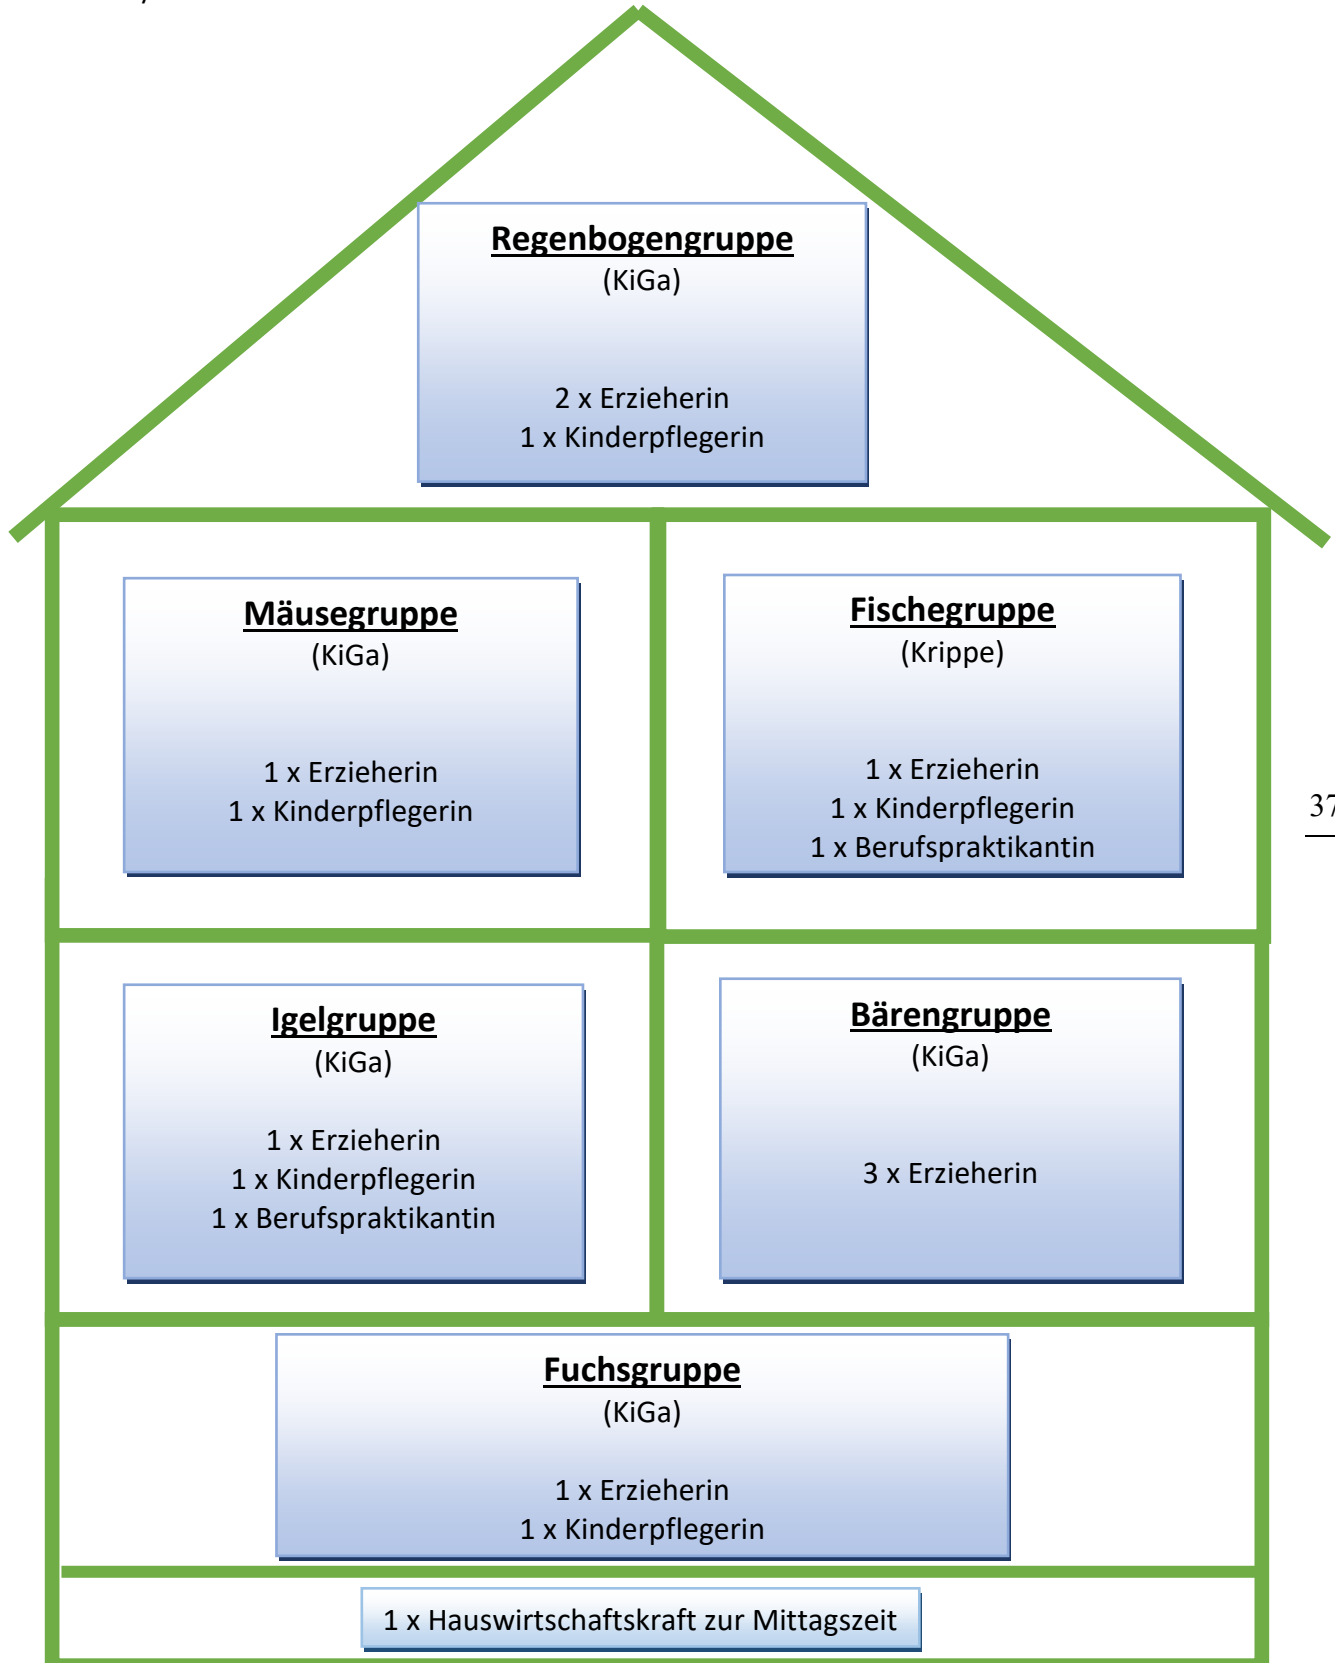 Regenbogengruppe
(KiGa)
2 x Erzieherin
1 x Kinderpflegerin
Mäusegruppe
(KiGa)
1 x Erzieherin
1 x Kinderpflegerin
Fischegruppe
(Krippe)
1 x Erzieherin
1 x Kinderpflegerin
1 x Berufspraktikantin
37
Igelgruppe
(KiGa)
1 x Erzieherin
1 x Kinderpflegerin
1 x Berufspraktikantin
Bärengruppe
(KiGa)
3 x Erzieherin
Fuchsgruppe
(KiGa)
1 x Erzieherin
1 x Kinderpflegerin
1 x Hauswirtschaftskraft zur Mittagszeit